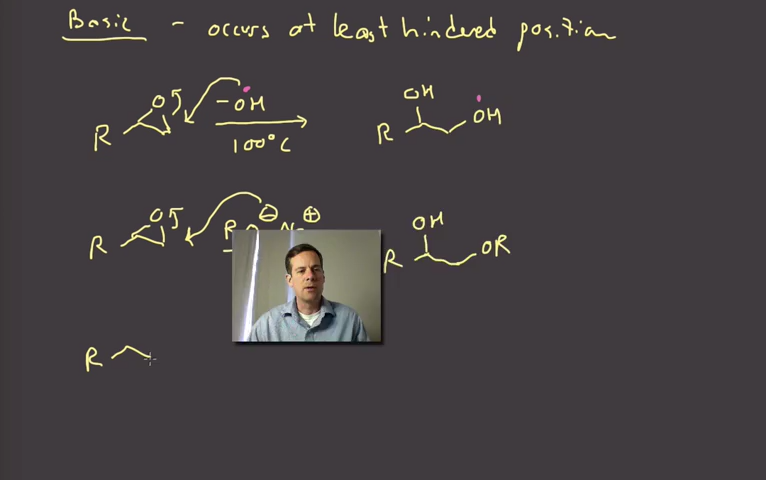 Basic - occurs at least hindered position
OH
R O -OH R OH
100°C
OH
R O R ⊖ ⊕ R OR
R